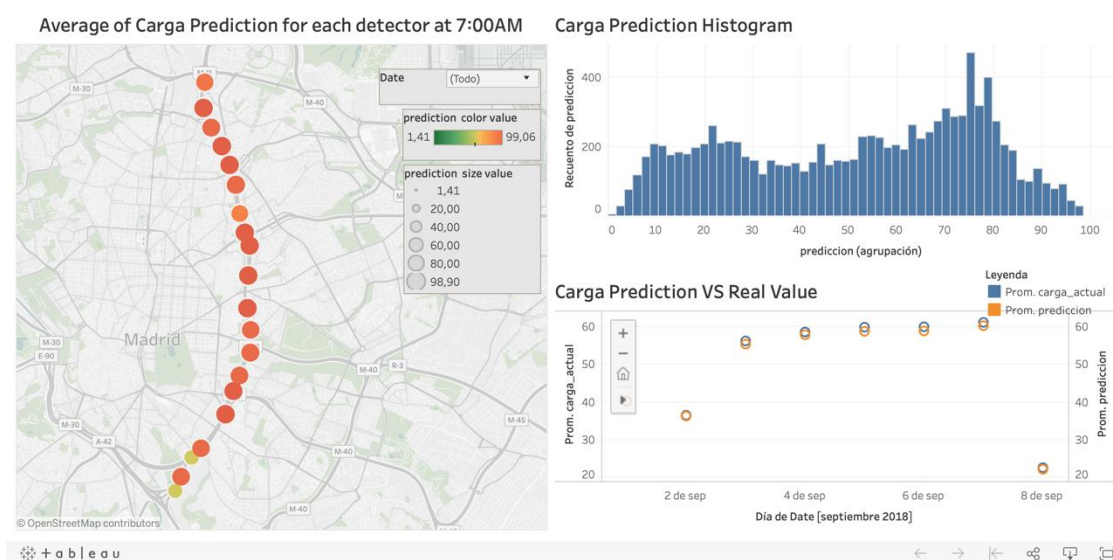 Average of Carga Prediction for each detector at 7:00AM
M-30
M-40
Madrid
M-30
E-90
M-40
R-3
M-45
M-30
A-42
M-40
M-40
© OpenStreetMap contributors
Date
(Todo)
prediction color value
1,41
99,06
prediction size value
1,41
20,00
40,00
60,00
80,00
98,90
Carga Prediction Histogram
Recuento de prediccion
400
200
0
0 10 20 30 40 50 60 70 80 90 100
prediccion (agrupación)
Carga Prediction VS Real Value
Leyenda
Prom. carga_actual
Prom. prediccion
Prom. carga_actual
60
50
40
30
20
60
50
40
30
20
Prom. prediccion
2 de sep 4 de sep 6 de sep 8 de sep
Día de Date [septiembre 2018]
+ a b l e a u